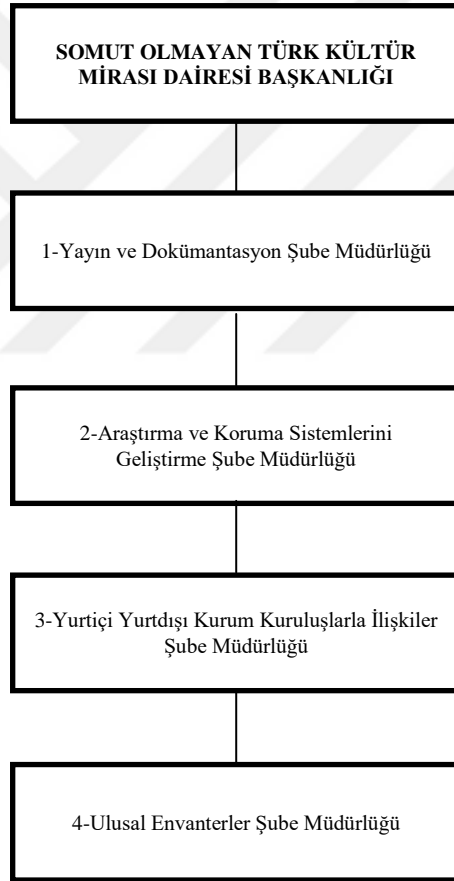 SOMUT OLMAYAN TÜRK KÜLTÜR
MİRASI DAİRESİ BAŞKANLIĞI
1-Yayın ve Dokümantasyon Şube Müdürlüğü
2-Araştırma ve Koruma Sistemlerini
Geliştirme Şube Müdürlüğü
3-Yurtiçi Yurtdışı Kurum Kuruluşlarla İlişkiler
Şube Müdürlüğü
4-Ulusal Envanterler Şube Müdürlüğü